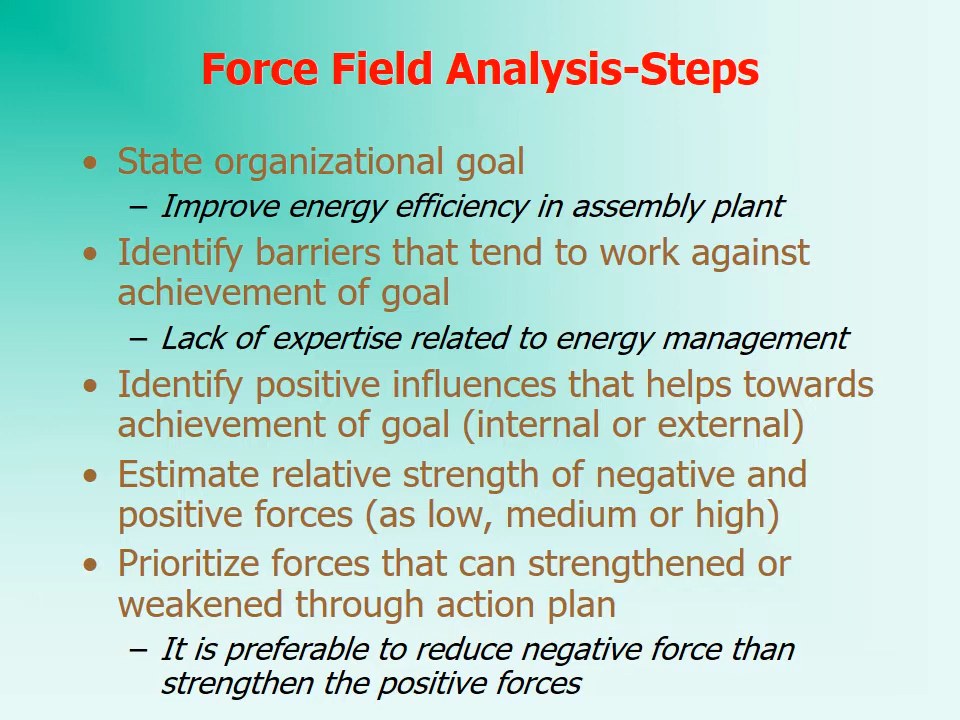 Force Field Analysis-Steps
• State organizational goal
– Improve energy efficiency in assembly plant
• Identify barriers that tend to work against
achievement of goal
– Lack of expertise related to energy management
• Identify positive influences that helps towards
achievement of goal (internal or external)
• Estimate relative strength of negative and
positive forces (as low, medium or high)
• Prioritize forces that can strengthened or
weakened through action plan
– It is preferable to reduce negative force than
strengthen the positive forces